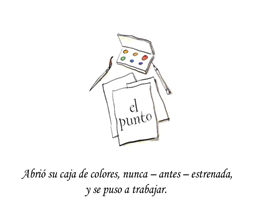 el
punto
Abrió su caja de colores, nunca – antes – estrenada,
y se puso a trabajar.